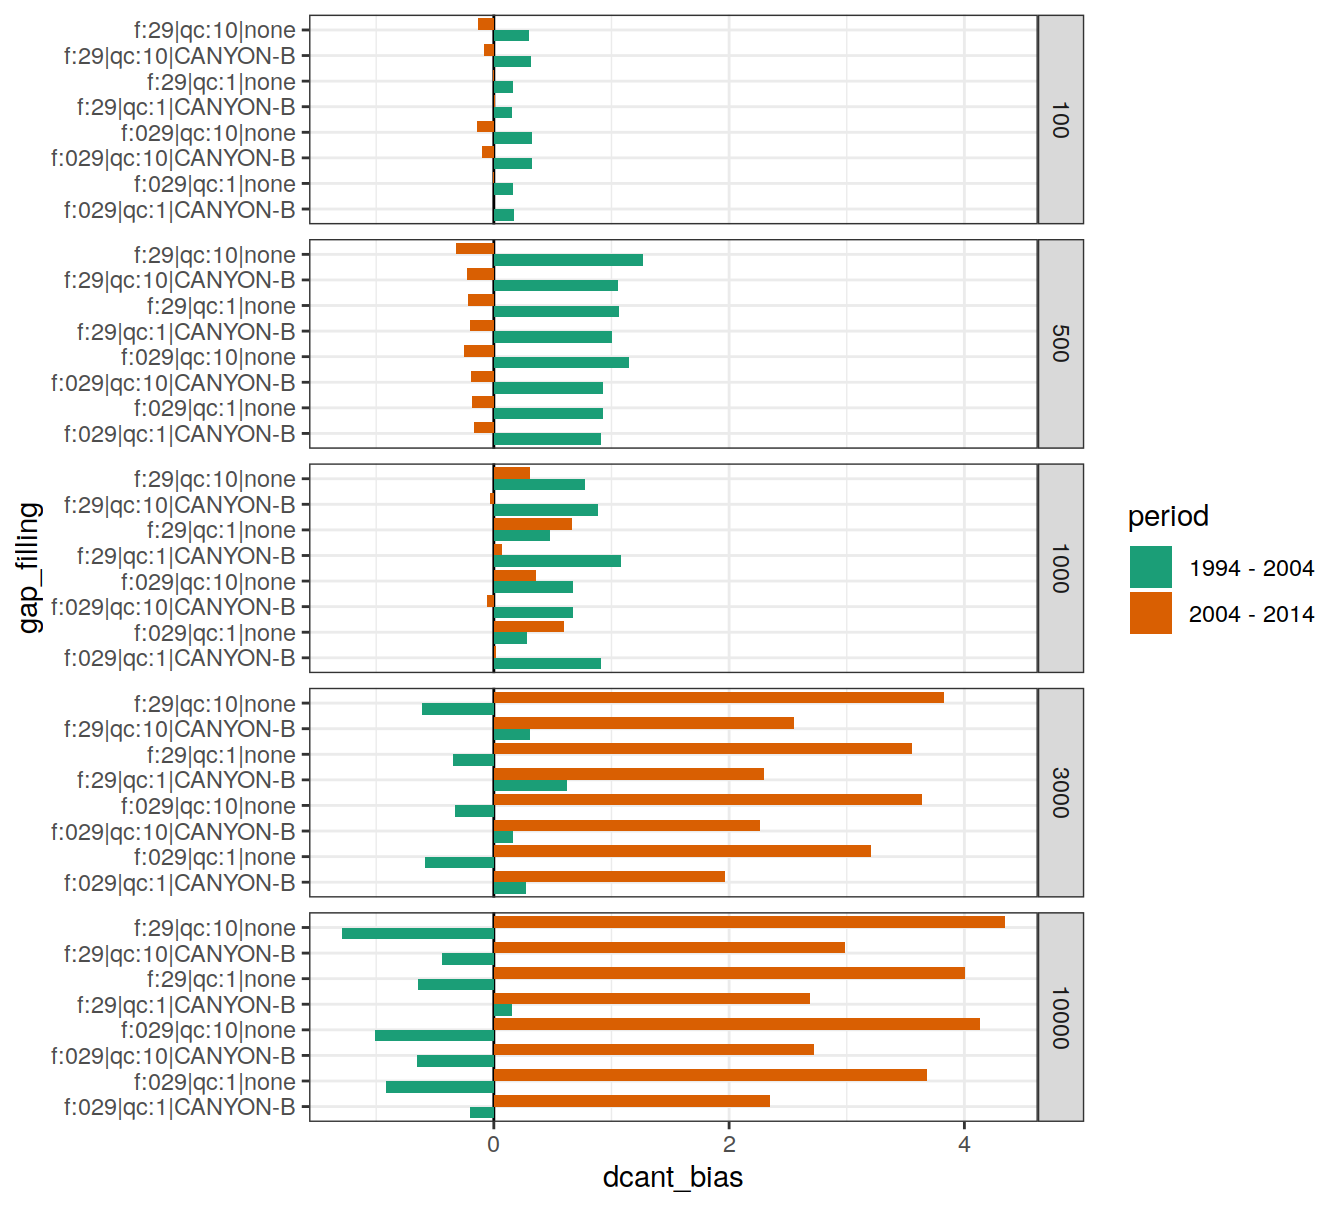 f:29|qc:10|none
f:29|qc:10|CANYON-B
f:29|qc:1|none
f:29|qc:1|CANYON-B
f:029|qc:10|none
f:029|qc:10|CANYON-B
f:029|qc:1|none
f:029|qc:1|CANYON-B
100
f:29|qc:10|none
f:29|qc:10|CANYON-B
f:29|qc:1|none
f:29|qc:1|CANYON-B
f:029|qc:10|none
f:029|qc:10|CANYON-B
f:029|qc:1|none
f:029|qc:1|CANYON-B
500
f:29|qc:10|none
f:29|qc:10|CANYON-B
f:29|qc:1|none
f:29|qc:1|CANYON-B
f:029|qc:10|none
f:029|qc:10|CANYON-B
f:029|qc:1|none
f:029|qc:1|CANYON-B
1000
f:29|qc:10|none
f:29|qc:10|CANYON-B
f:29|qc:1|none
f:29|qc:1|CANYON-B
f:029|qc:10|none
f:029|qc:10|CANYON-B
f:029|qc:1|none
f:029|qc:1|CANYON-B
3000
f:29|qc:10|none
f:29|qc:10|CANYON-B
f:29|qc:1|none
f:29|qc:1|CANYON-B
f:029|qc:10|none
f:029|qc:10|CANYON-B
f:029|qc:1|none
f:029|qc:1|CANYON-B
10000
0 2 4
dcant_bias
gap_filling
period
1994 - 2004
2004 - 2014